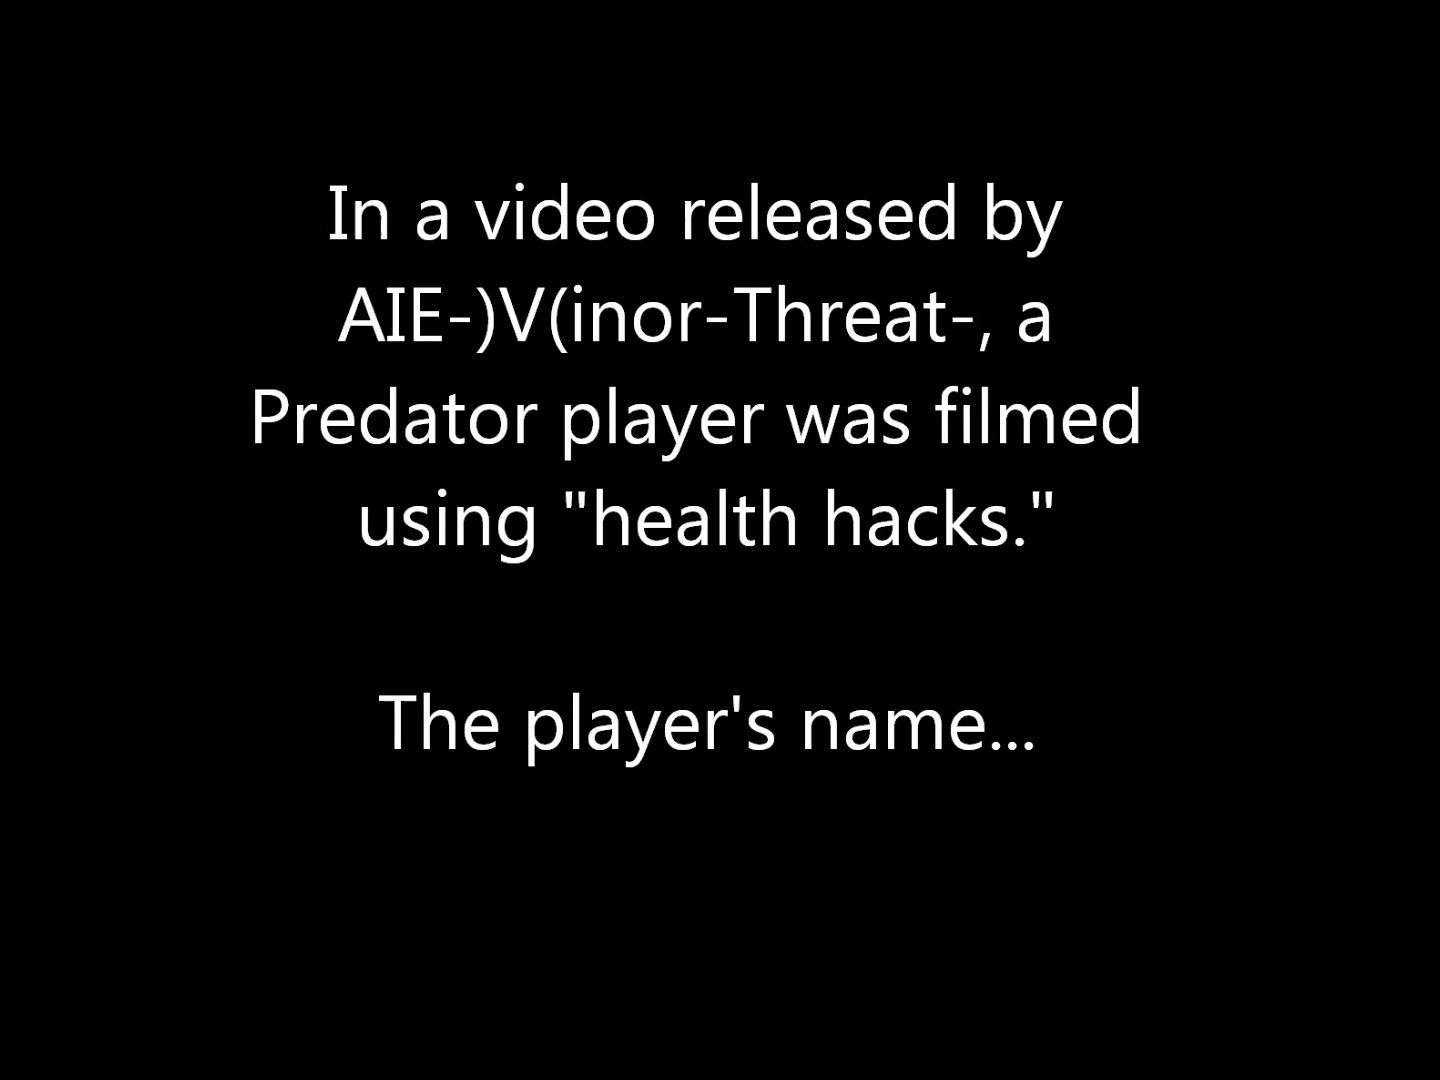 In a video released by
AIE-)V(inor-Threat-, a
Predator player was filmed
using "health hacks."
The player's name...